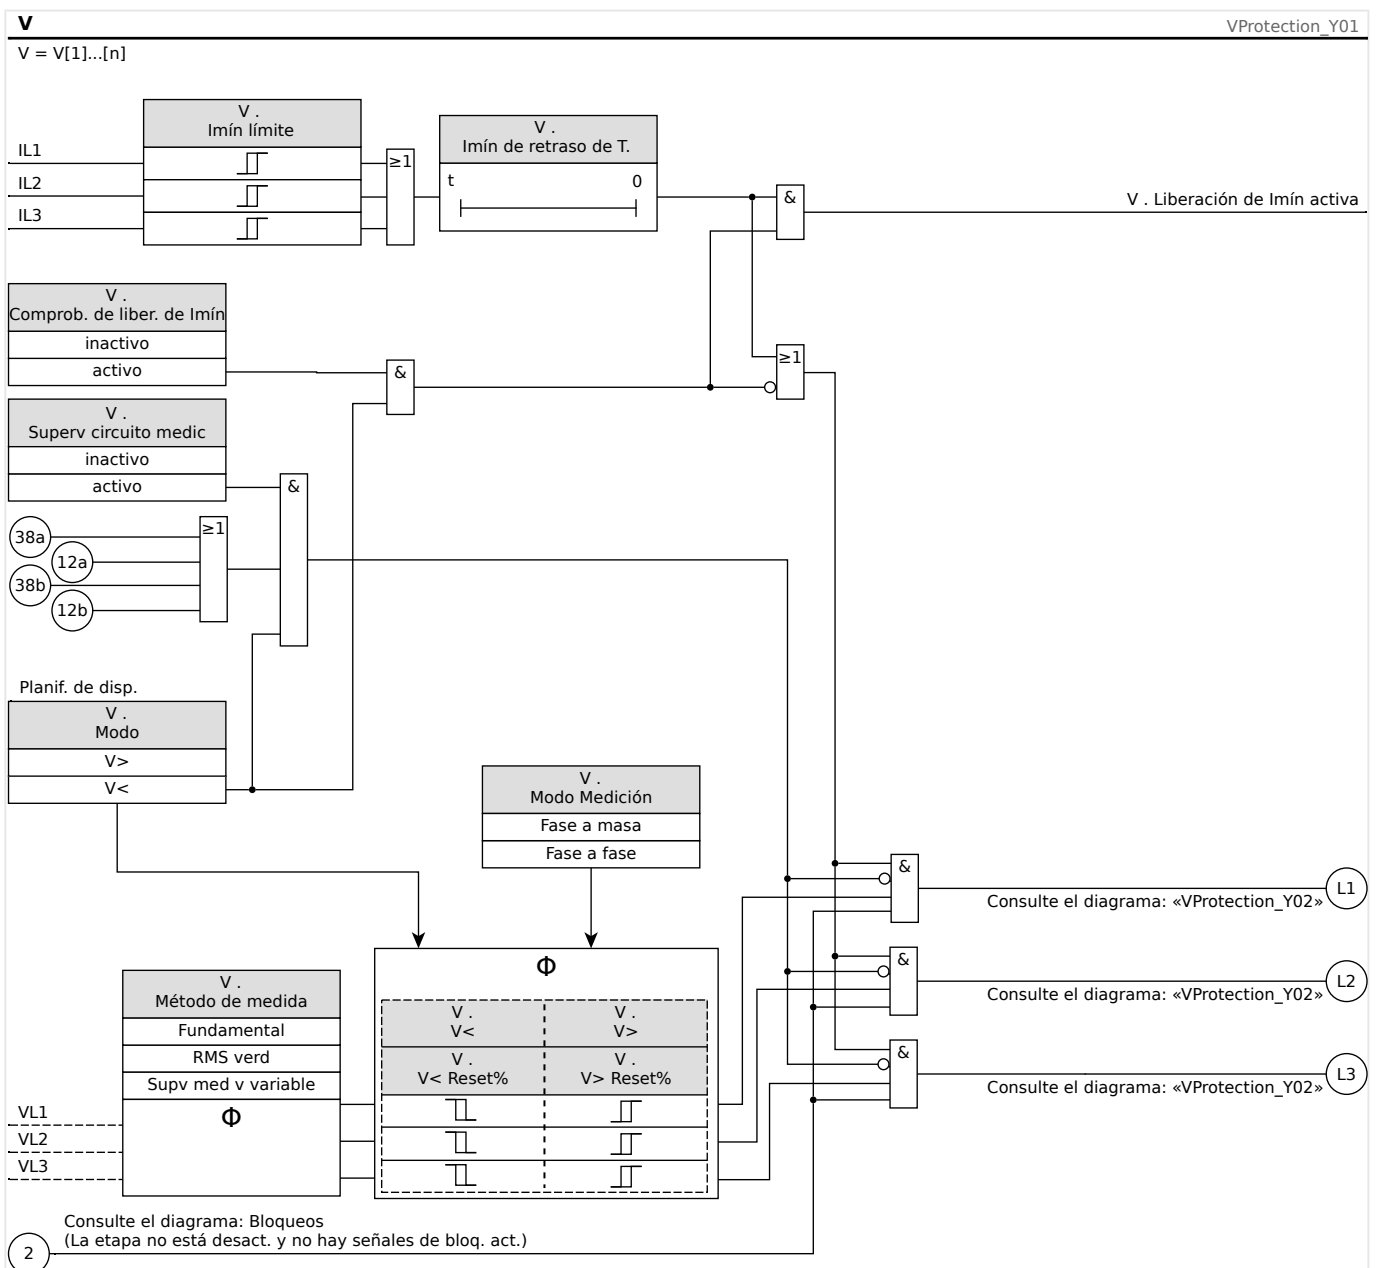 V
VProtection_Y01
V = V[1]...[n]
V .
Imín límite
IL1
IL2
IL3
≥1
V .
Imín de retraso de T.
t
0
&
V . Liberación de Imín activa
V .
Comprob. de liber. de Imín
inactivo
activo
&
≥1
V .
Superv circuito medic
inactivo
activo
&
38a
12a
38b
12b
≥1
Planif. de disp.
V .
Modo
V>
V<
V .
Modo Medición
Fase a masa
Fase a fase
&
L1
Consulte el diagrama: «VProtection_Y02»
&
L2
Consulte el diagrama: «VProtection_Y02»
&
L3
Consulte el diagrama: «VProtection_Y02»
V .
Método de medida
Fundamental
RMS verd
Supv med v variable
Φ
VL1
VL2
VL3
Φ
V .
V<
V .
V>
V .
V< Reset%
V .
V> Reset%
Consulte el diagrama: Bloqueos
(La etapa no está desact. y no hay señales de bloq. act.)
2